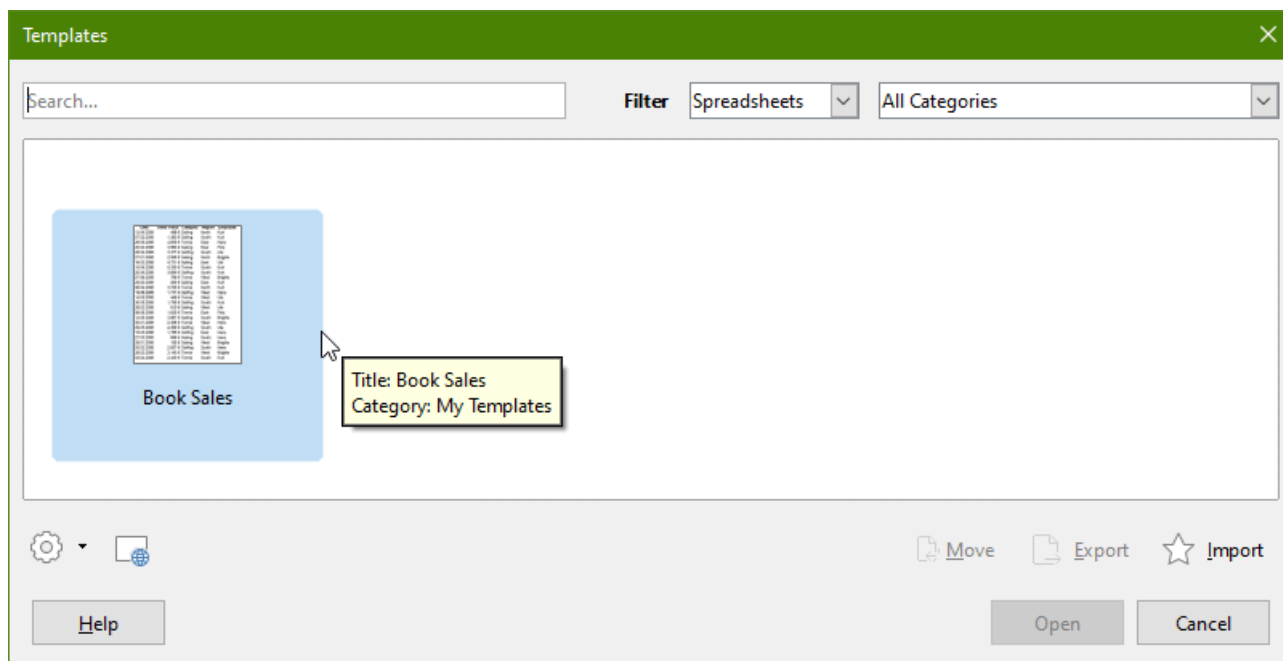 Templates
Search...
Filter
Spreadsheets
All Categories
Book Sales
Title: Book Sales
Category: My Templates
Move
Export
Import
Help
Open
Cancel